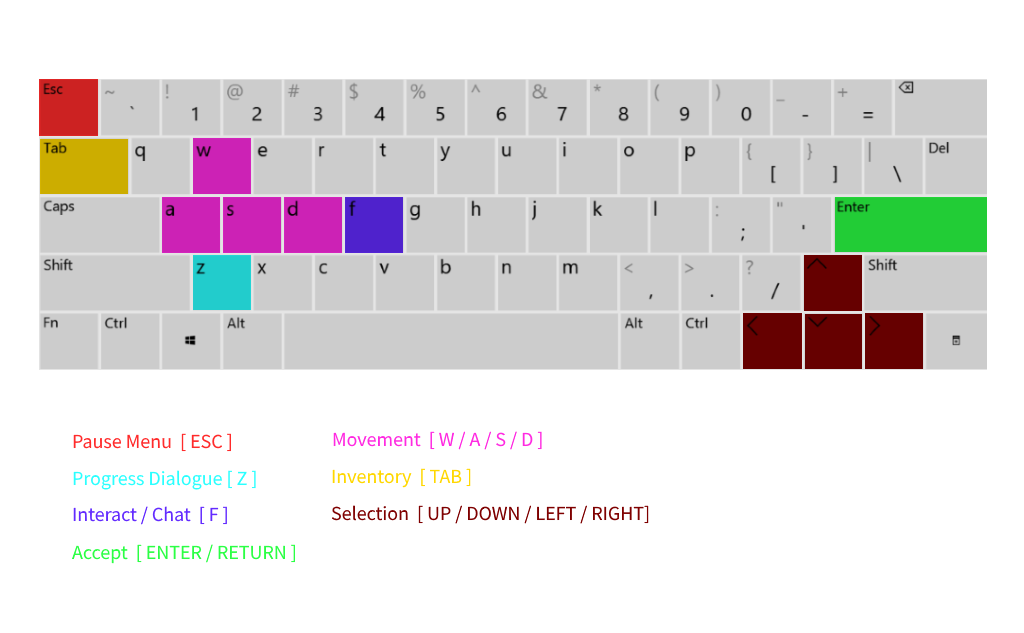 Esc ~ ` ! 1 @ 2 # 3 $ 4 % 5 ^ 6 & 7 * 8 ( 9 ) 0 _ - + =
Tab q w e r t y u i o p { [ } ] | \ Del
Caps a s d f g h j k l : ; " ' Enter
Shift z x c v b n m < , > . ? / Shift
Fn Ctrl Alt Alt Ctrl
Pause Menu [ ESC ]
Progress Dialogue [ Z ]
Interact / Chat [ F ]
Accept [ ENTER / RETURN ]
Movement [ W / A / S / D ]
Inventory [ TAB ]
Selection [ UP / DOWN / LEFT / RIGHT]